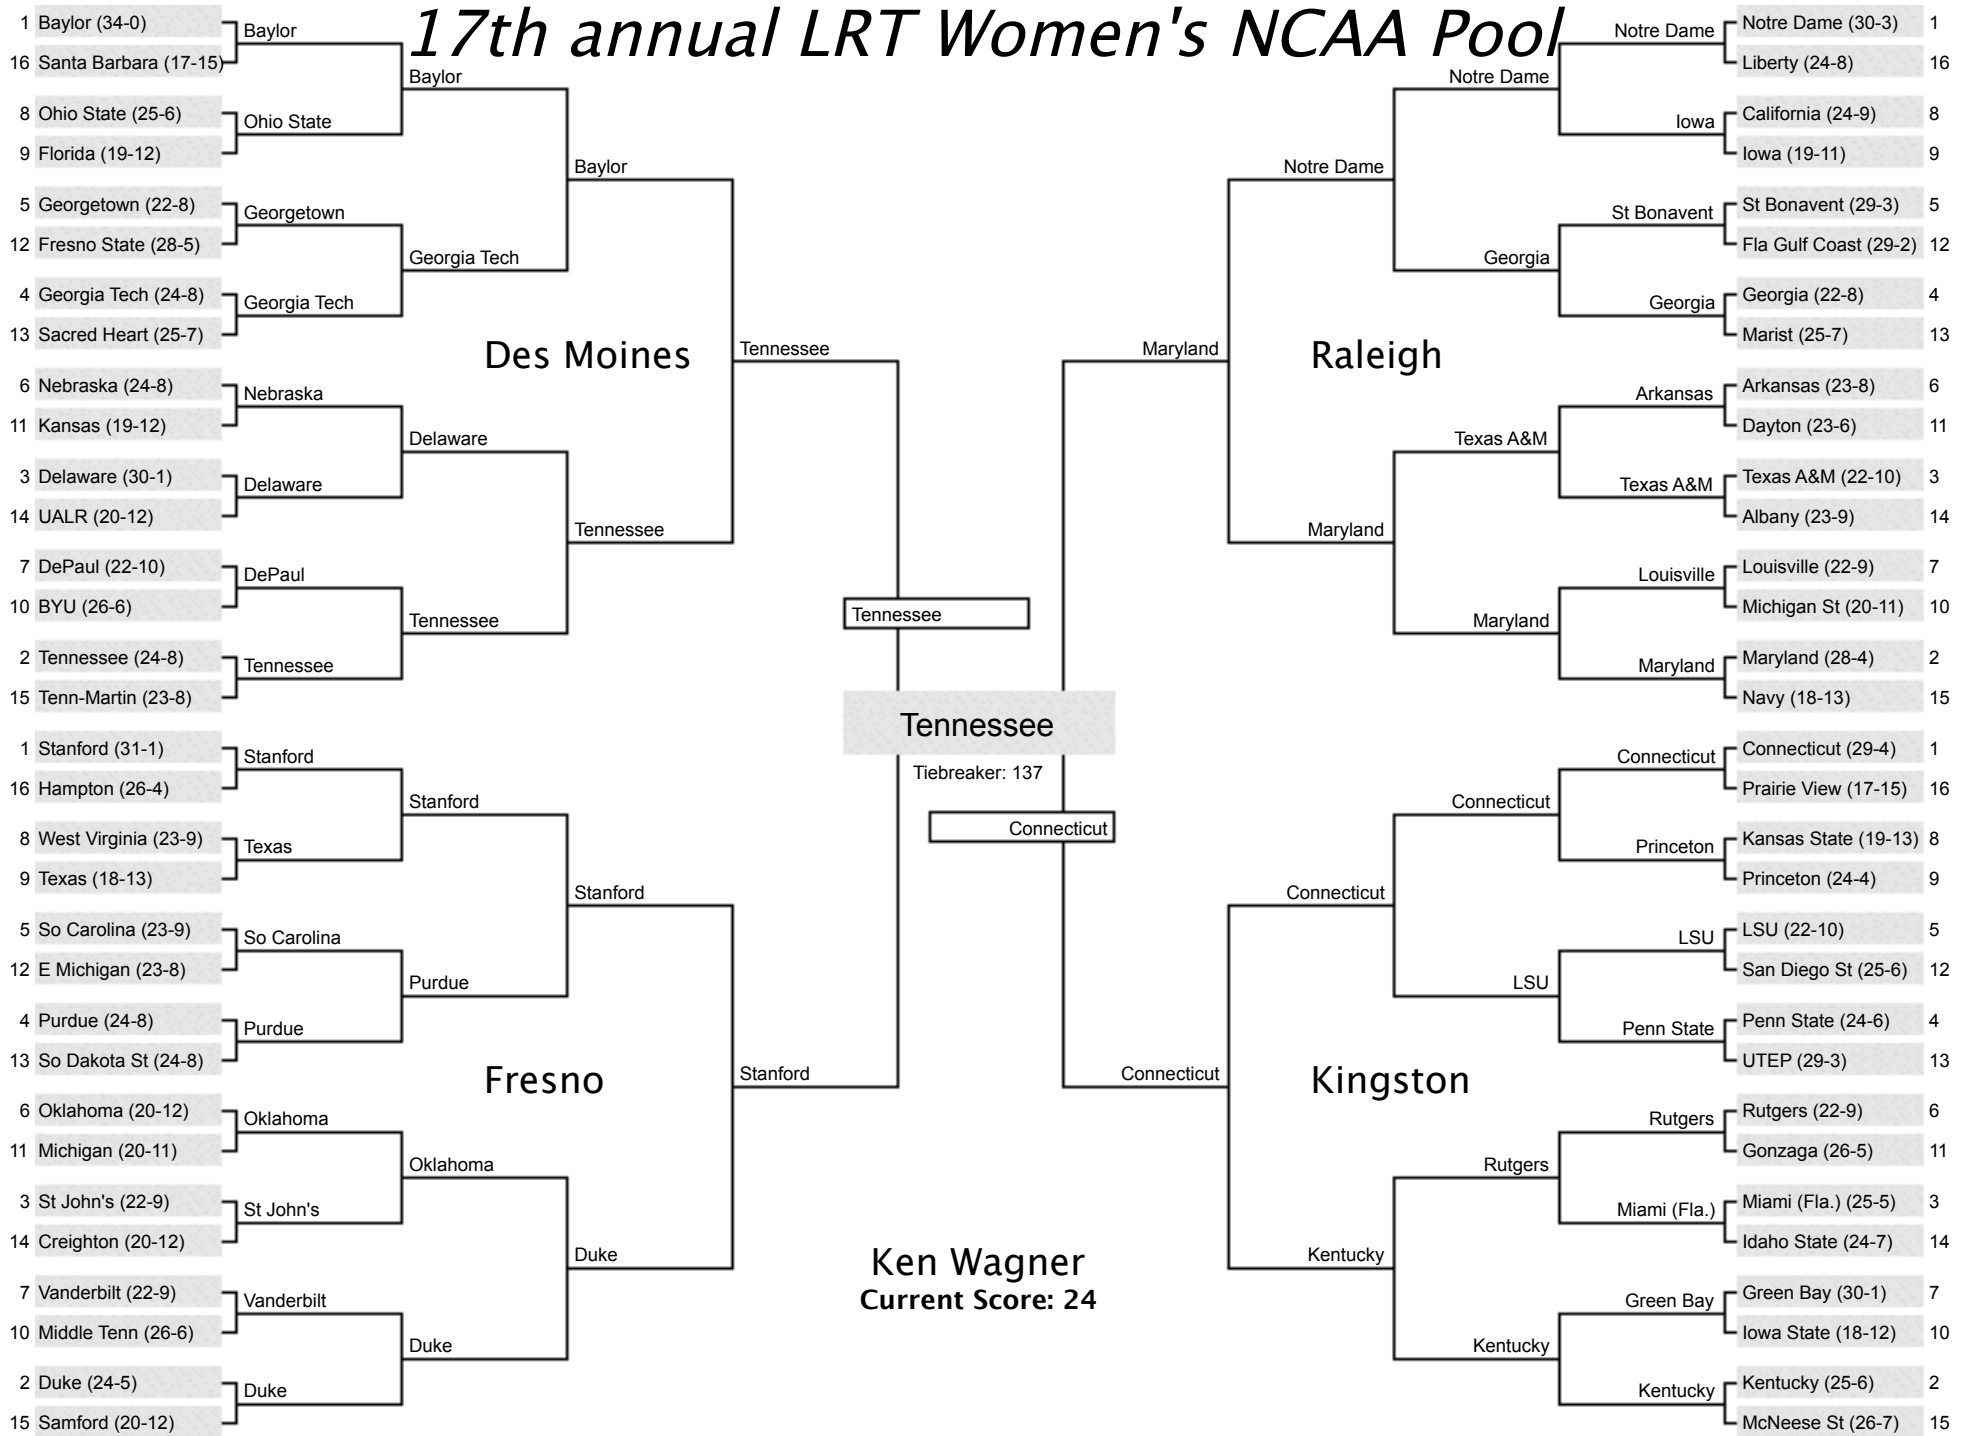 17th annual LRT Women's NCAA Pool
1 Baylor (34-0)
16 Santa Barbara (17-15)
8 Ohio State (25-6)
9 Florida (19-12)
5 Georgetown (22-8)
12 Fresno State (28-5)
4 Georgia Tech (24-8)
13 Sacred Heart (25-7)
6 Nebraska (24-8)
11 Kansas (19-12)
3 Delaware (30-1)
14 UALR (20-12)
7 DePaul (22-10)
10 BYU (26-6)
2 Tennessee (24-8)
15 Tenn-Martin (23-8)
Baylor
Ohio State
Georgetown
Georgia Tech
Nebraska
Delaware
DePaul
Tennessee
Baylor
Georgia Tech
Delaware
Tennessee
Baylor
Tennessee
Des Moines
Tennessee
1 Stanford (31-1)
16 Hampton (26-4)
8 West Virginia (23-9)
9 Texas (18-13)
5 So Carolina (23-9)
12 E Michigan (23-8)
4 Purdue (24-8)
13 So Dakota St (24-8)
6 Oklahoma (20-12)
11 Michigan (20-11)
3 St John's (22-9)
14 Creighton (20-12)
7 Vanderbilt (22-9)
10 Middle Tenn (26-6)
2 Duke (24-5)
15 Samford (20-12)
Stanford
Texas
So Carolina
Purdue
Oklahoma
St John's
Vanderbilt
Duke
Stanford
Purdue
Oklahoma
Duke
Stanford
Duke
Fresno
Stanford
Tennessee
Tennessee
Tiebreaker: 137
Connecticut
Ken Wagner
Current Score: 24
Notre Dame (30-3) 1
Liberty (24-8) 16
California (24-9) 8
Iowa (19-11) 9
St Bonavent (29-3) 5
Fla Gulf Coast (29-2) 12
Georgia (22-8) 4
Marist (25-7) 13
Arkansas (23-8) 6
Dayton (23-6) 11
Texas A&M (22-10) 3
Albany (23-9) 14
Louisville (22-9) 7
Michigan St (20-11) 10
Maryland (28-4) 2
Navy (18-13) 15
Notre Dame
Iowa
St Bonavent
Georgia
Arkansas
Texas A&M
Louisville
Maryland
Notre Dame
Georgia
Texas A&M
Maryland
Notre Dame
Maryland
Raleigh
Maryland
Connecticut (29-4) 1
Prairie View (17-15) 16
Kansas State (19-13) 8
Princeton (24-4) 9
LSU (22-10) 5
San Diego St (25-6) 12
Penn State (24-6) 4
UTEP (29-3) 13
Rutgers (22-9) 6
Gonzaga (26-5) 11
Miami (Fla.) (25-5) 3
Idaho State (24-7) 14
Green Bay (30-1) 7
Iowa State (18-12) 10
Kentucky (25-6) 2
McNeese St (26-7) 15
Connecticut
Princeton
LSU
Penn State
Rutgers
Miami (Fla.)
Green Bay
Kentucky
Connecticut
LSU
Rutgers
Kentucky
Connecticut
Kentucky
Kingston
Connecticut